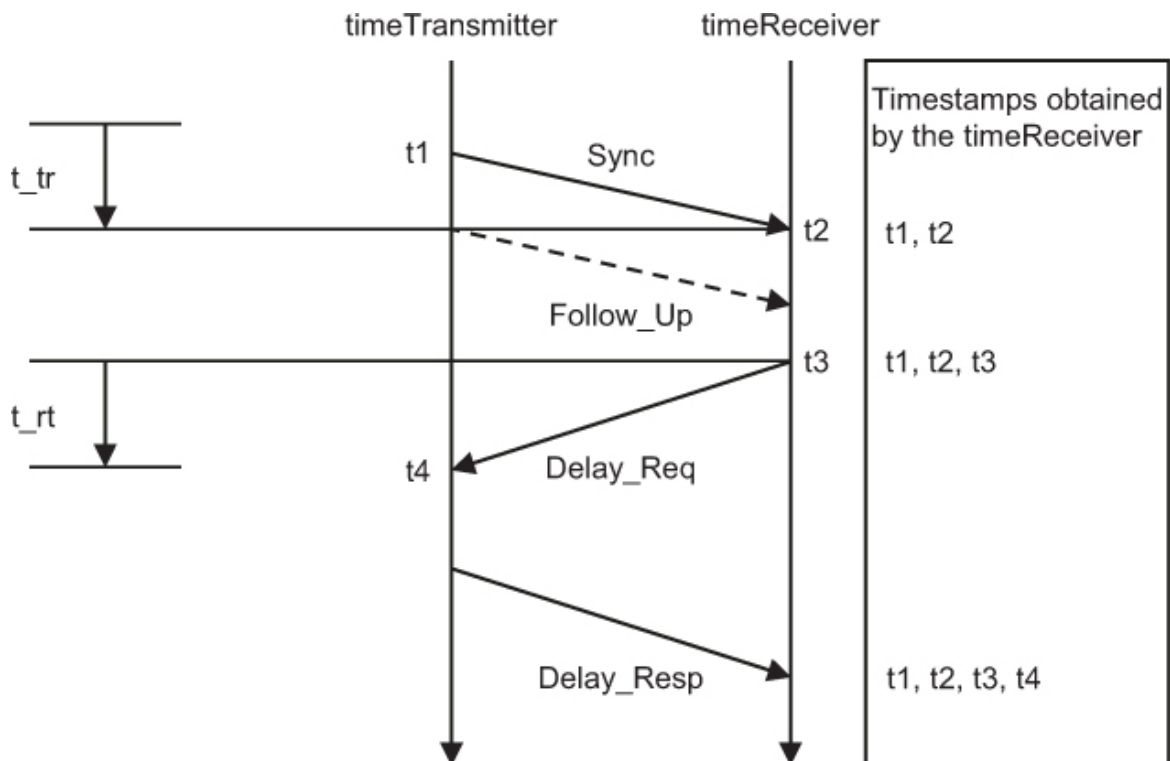 timeTransmitter
timeReceiver
Timestamps obtained
by the timeReceiver
t1
Sync
t_tr
t2
t1, t2
Follow_Up
t3
t1, t2, t3
t_rt
t4
Delay_Req
Delay_Resp
t1, t2, t3, t4